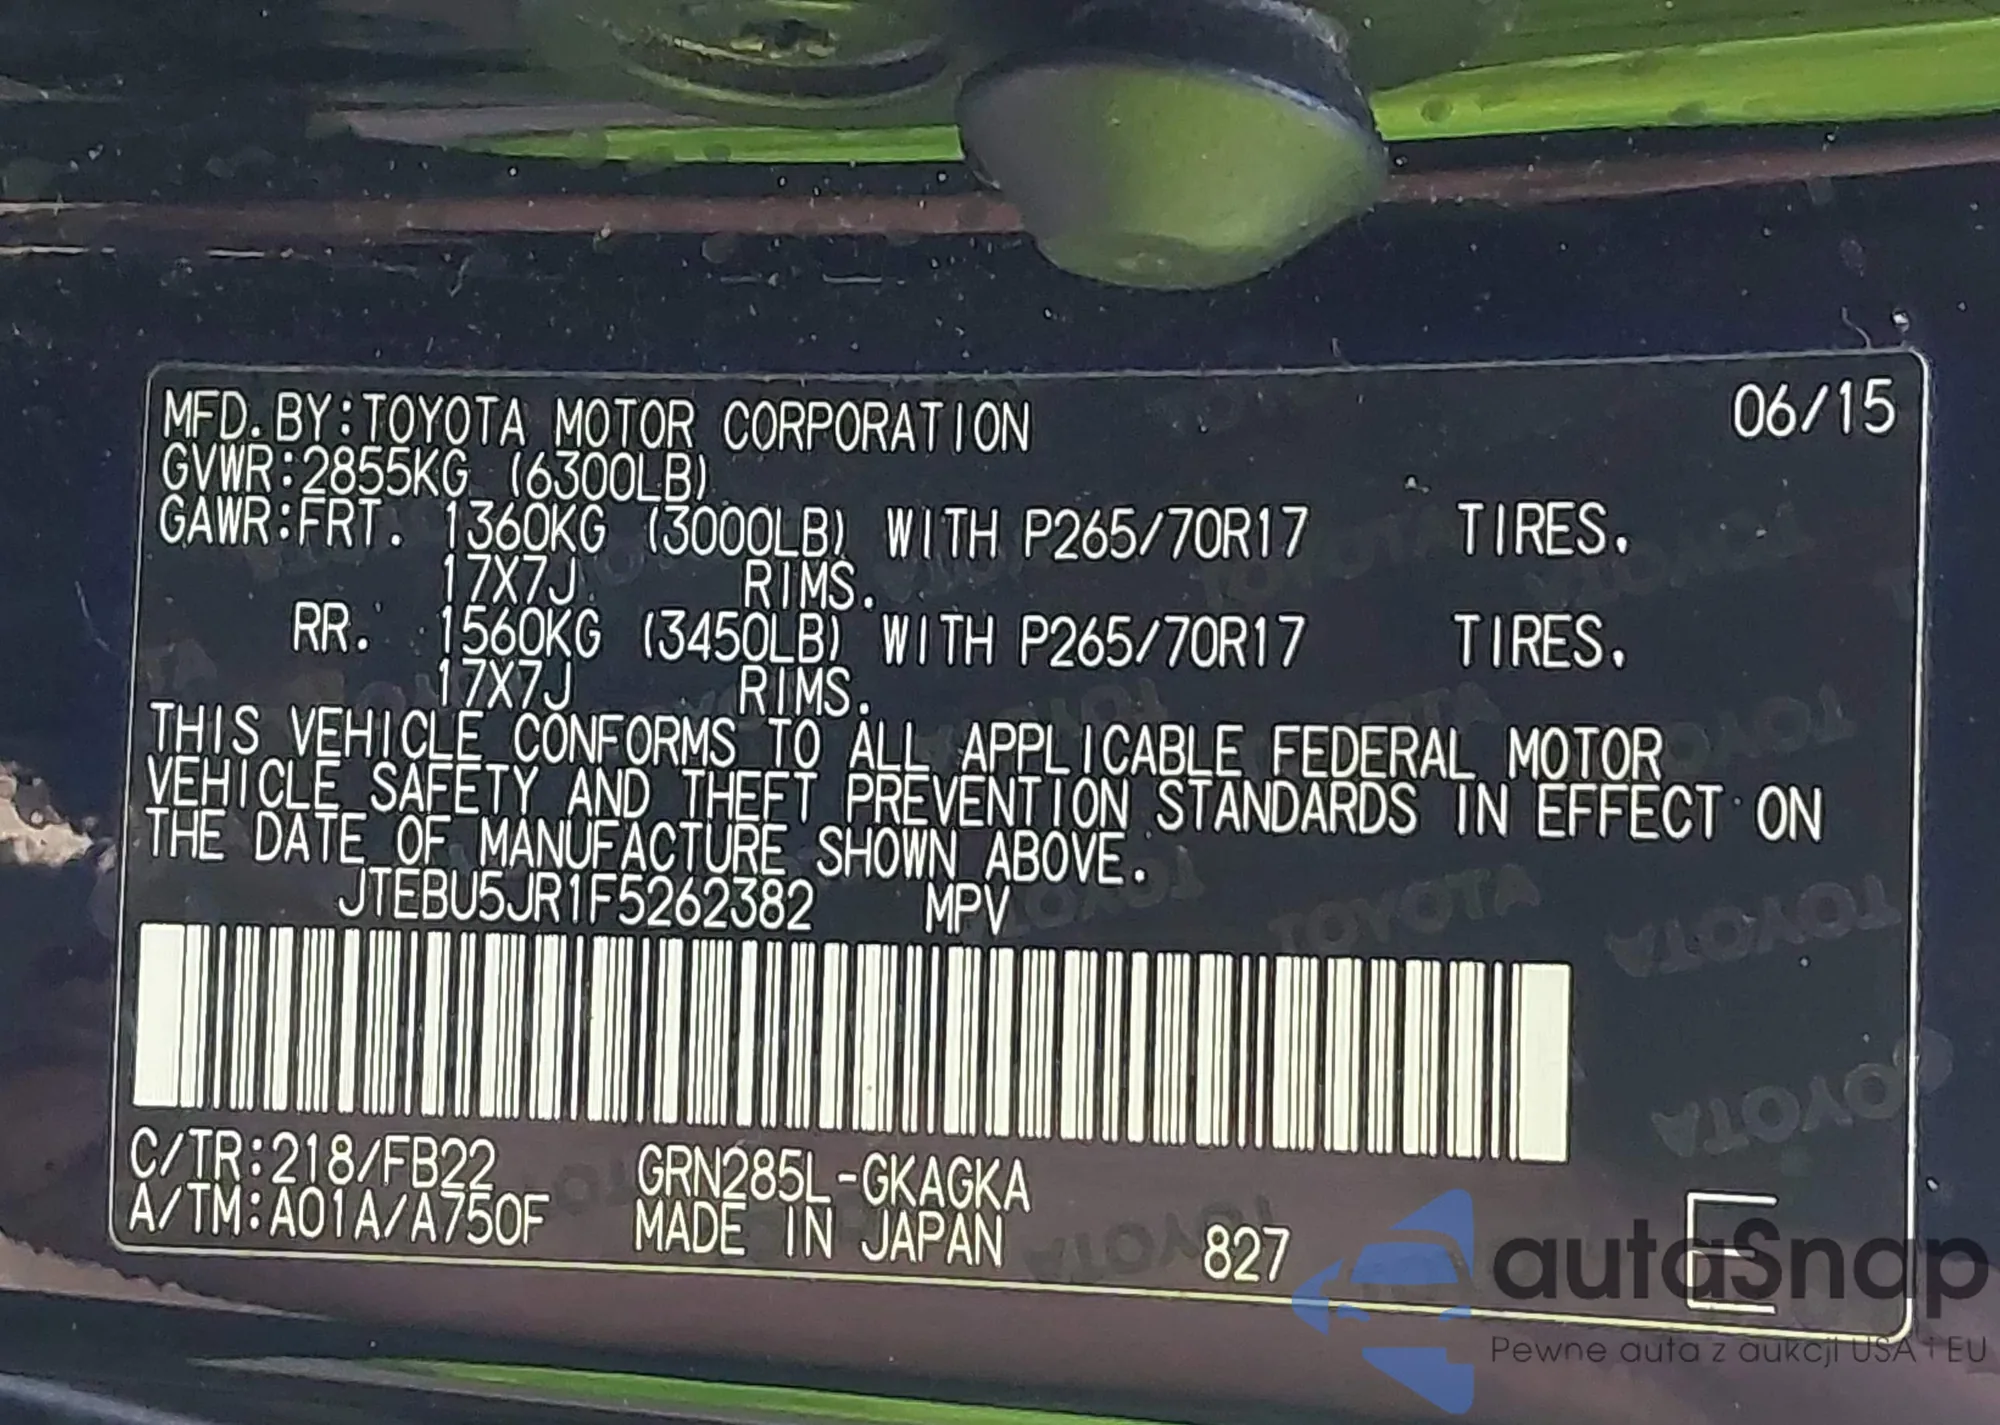 MFD. BY:TOYOTA MOTOR CORPORATION 06/15
GVWR:2855KG (6300LB)
GAWR:FRT. 1360KG (3000LB) WITH P265/70R17 TIRES.
17X7J RIMS.
RR. 1560KG (3450LB) WITH P265/70R17 TIRES.
17X7J RIMS.
THIS VEHICLE CONFORMS TO ALL APPLICABLE FEDERAL MOTOR
VEHICLE SAFETY AND THEFT PREVENTION STANDARDS IN EFFECT ON
THE DATE OF MANUFACTURE SHOWN ABOVE.
JTEBU5JR1F5262382 MPV
C/TR:218/FB22 GRN285L-GKAGKA
A/TM:A01A/A750F MADE IN JAPAN 827 E
autaSnap
Pewne auta z aukcji USA i EU